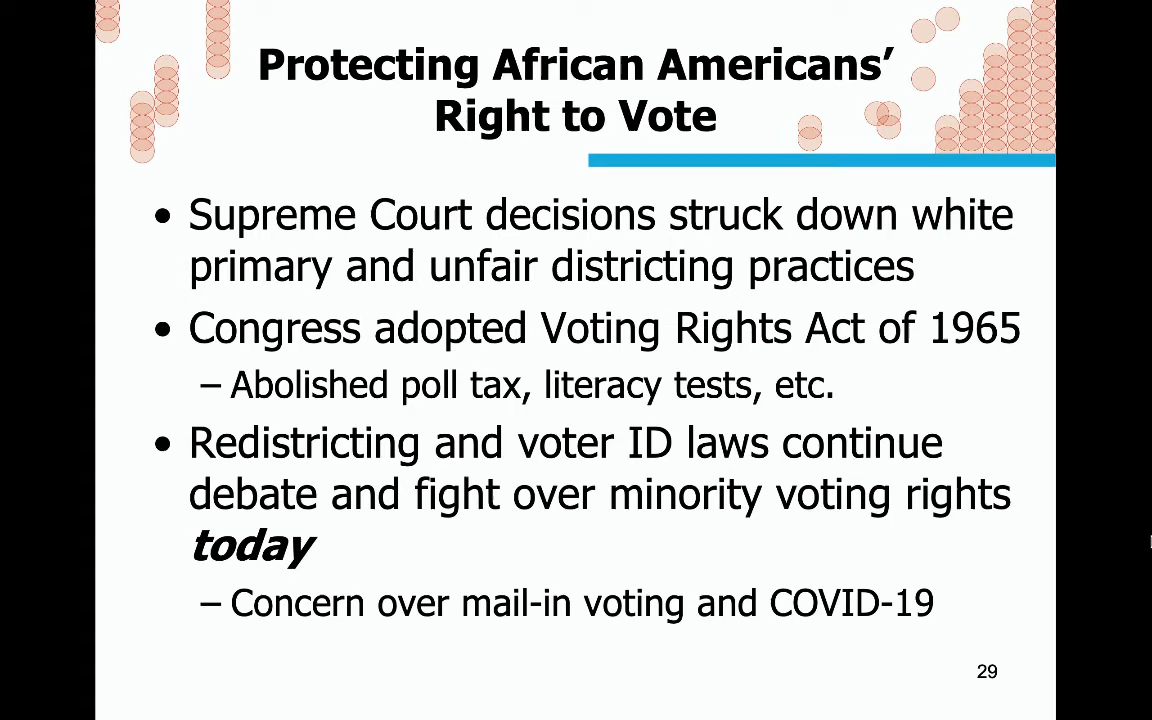 Protecting African Americans’
Right to Vote
• Supreme Court decisions struck down white
primary and unfair districting practices
• Congress adopted Voting Rights Act of 1965
– Abolished poll tax, literacy tests, etc.
• Redistricting and voter ID laws continue
debate and fight over minority voting rights
today
– Concern over mail-in voting and COVID-19
29